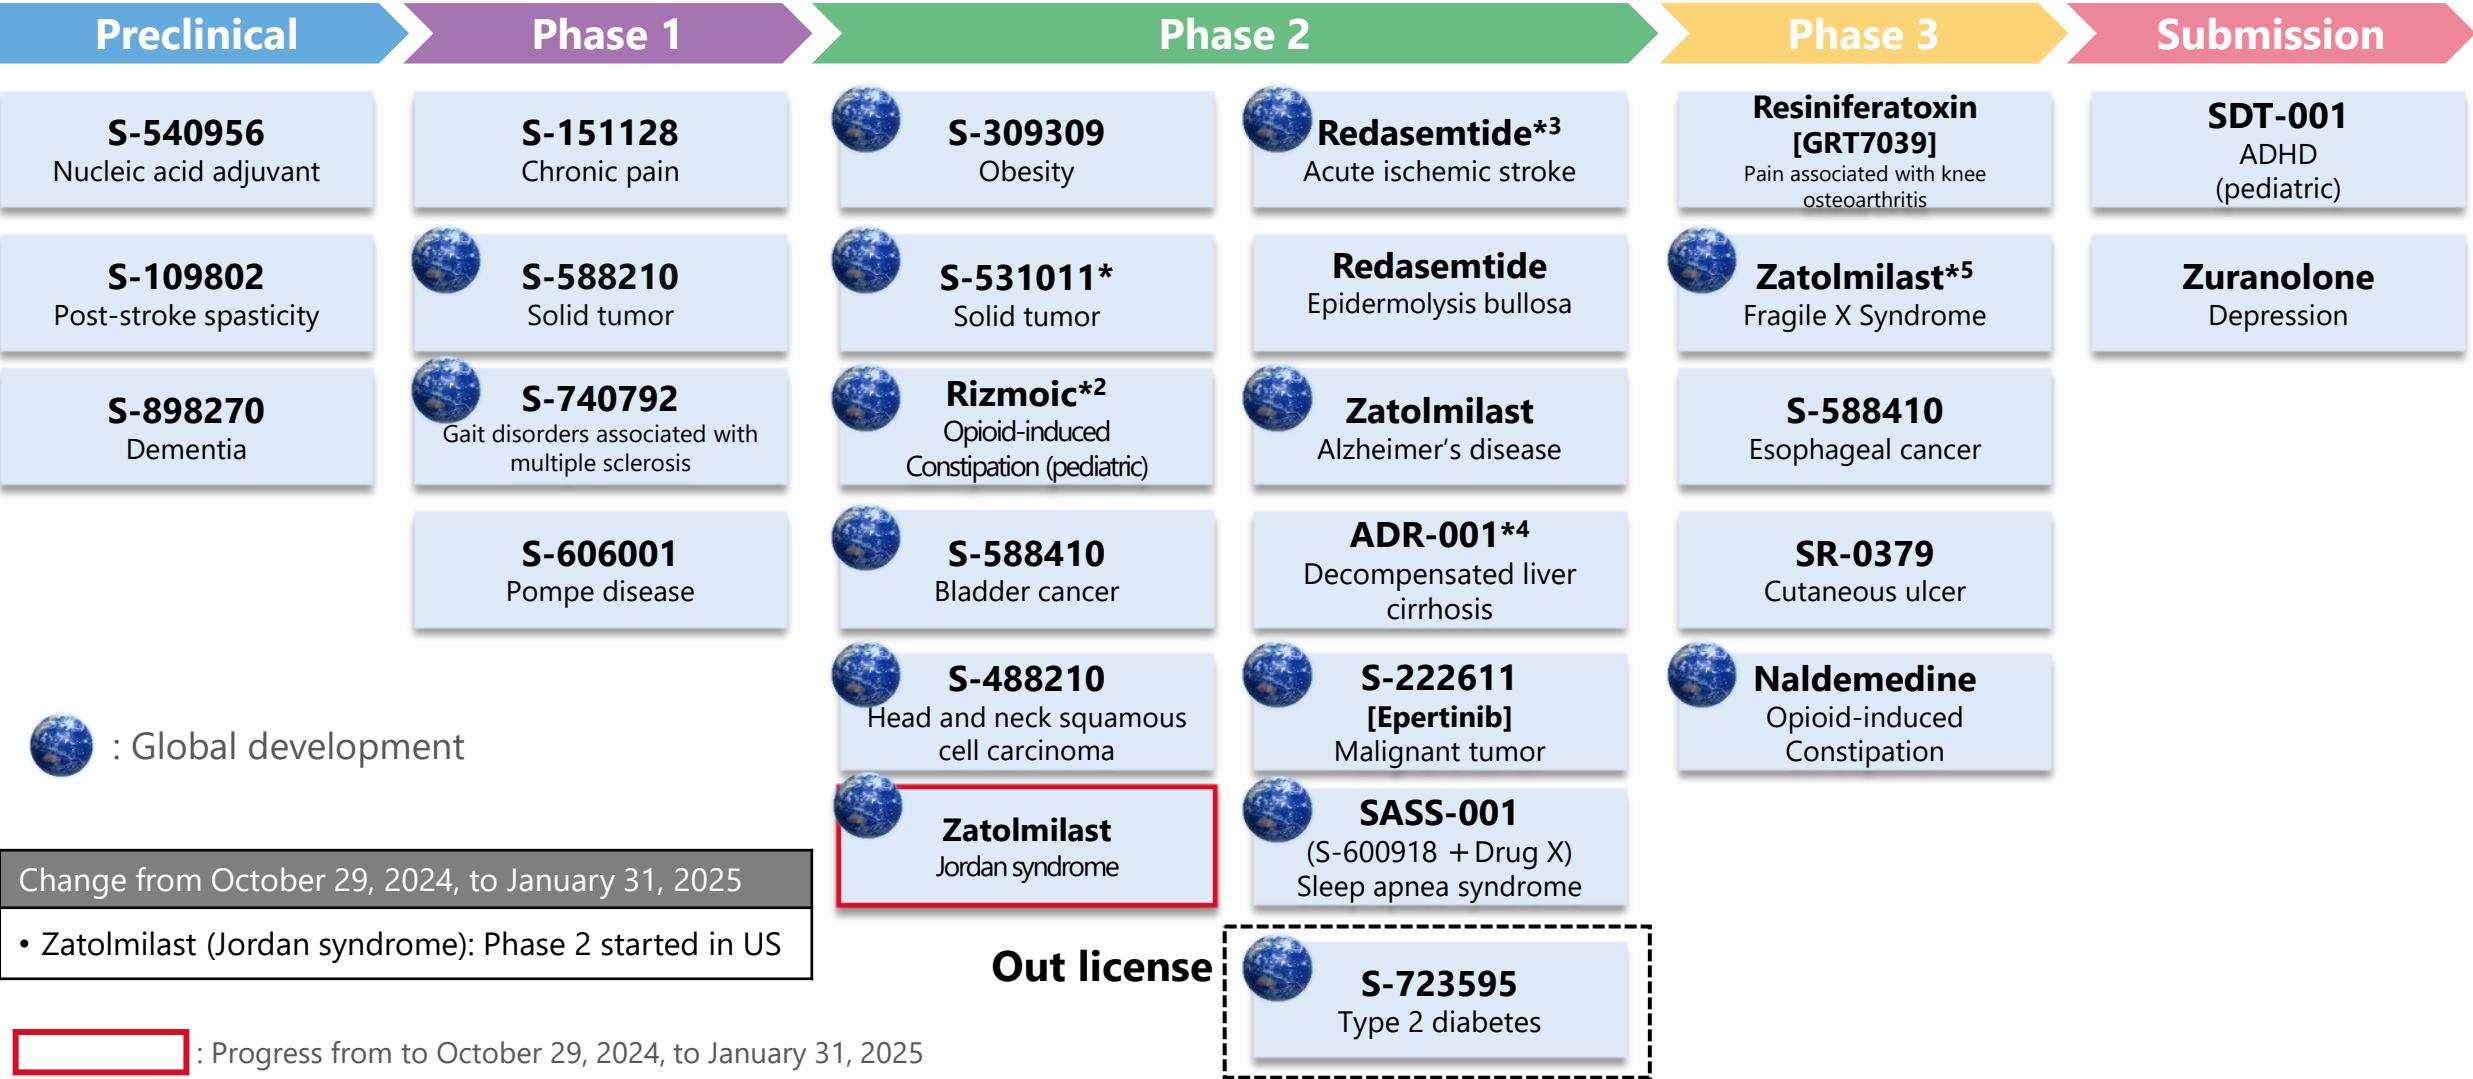 Preclinical
Phase 1
Phase 2
Phase 3
Submission
S-540956
Nucleic acid adjuvant
S-109802
Post-stroke spasticity
S-898270
Dementia
S-151128
Chronic pain
S-588210
Solid tumor
S-740792
Gait disorders associated with
multiple sclerosis
S-606001
Pompe disease
S-309309
Obesity
S-531011*
Solid tumor
Rizmoic*2
Opioid-induced
Constipation (pediatric)
S-588410
Bladder cancer
S-488210
Head and neck squamous
cell carcinoma
Zatolmilast
Jordan syndrome
Redasemtide*3
Acute ischemic stroke
Redasemtide
Epidermolysis bullosa
Zatolmilast
Alzheimer’s disease
ADR-001*4
Decompensated liver
cirrhosis
S-222611
[Epertinib]
Malignant tumor
SASS-001
(S-600918 ＋Drug X)
Sleep apnea syndrome
Out license
S-723595
Type 2 diabetes
Resiniferatoxin
[GRT7039]
Pain associated with knee
osteoarthritis
Zatolmilast*5
Fragile X Syndrome
S-588410
Esophageal cancer
SR-0379
Cutaneous ulcer
Naldemedine
Opioid-induced
Constipation
SDT-001
ADHD
(pediatric)
Zuranolone
Depression
: Global development
Change from October 29, 2024, to January 31, 2025
• Zatolmilast (Jordan syndrome): Phase 2 started in US
: Progress from to October 29, 2024, to January 31, 2025